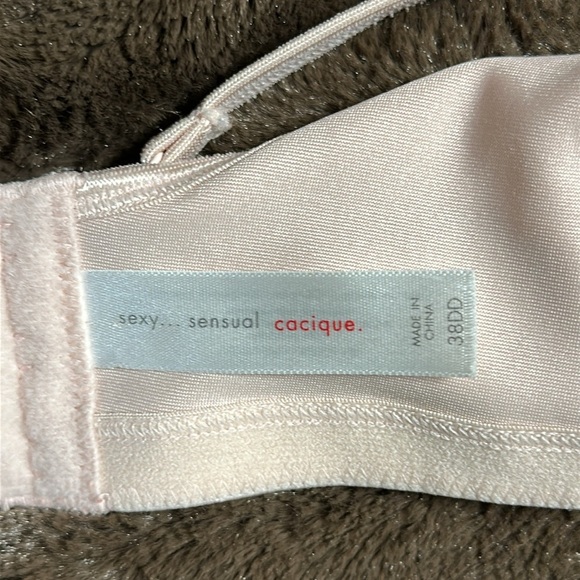 sexy... sensual cacique.
MADE IN
CHINA
38DD